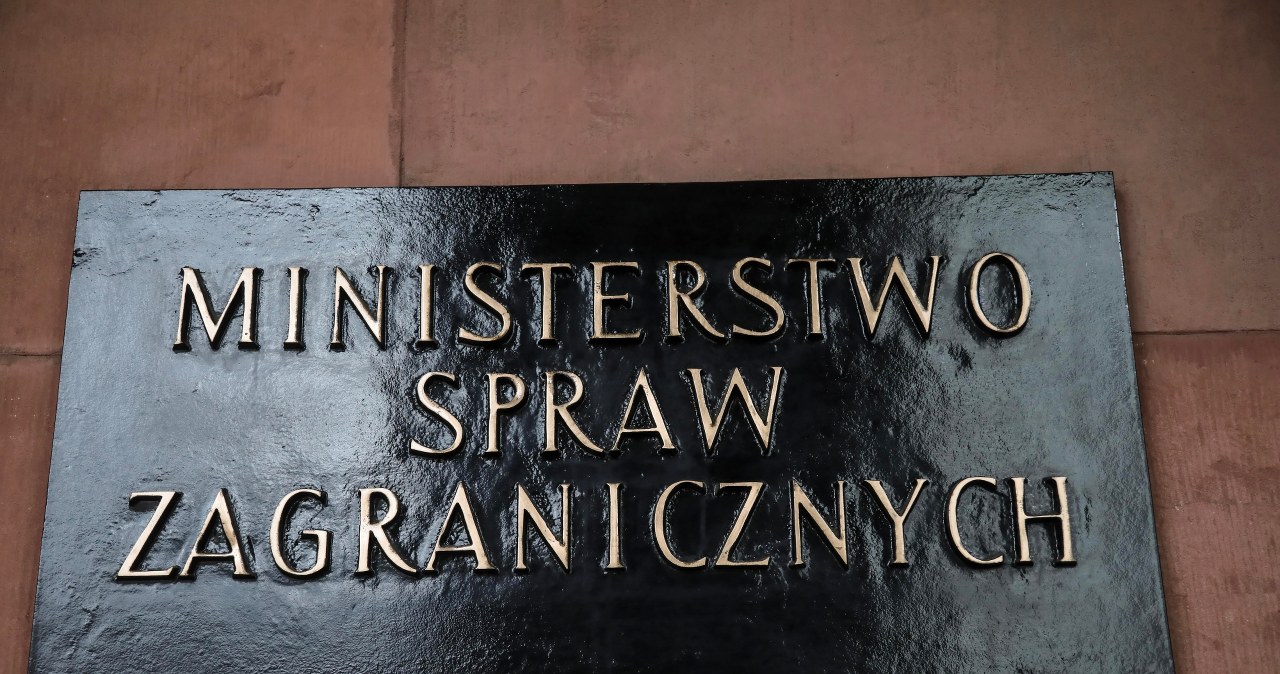 MINISTERSTWO
SPRAW
ZAGRANICZNYCH